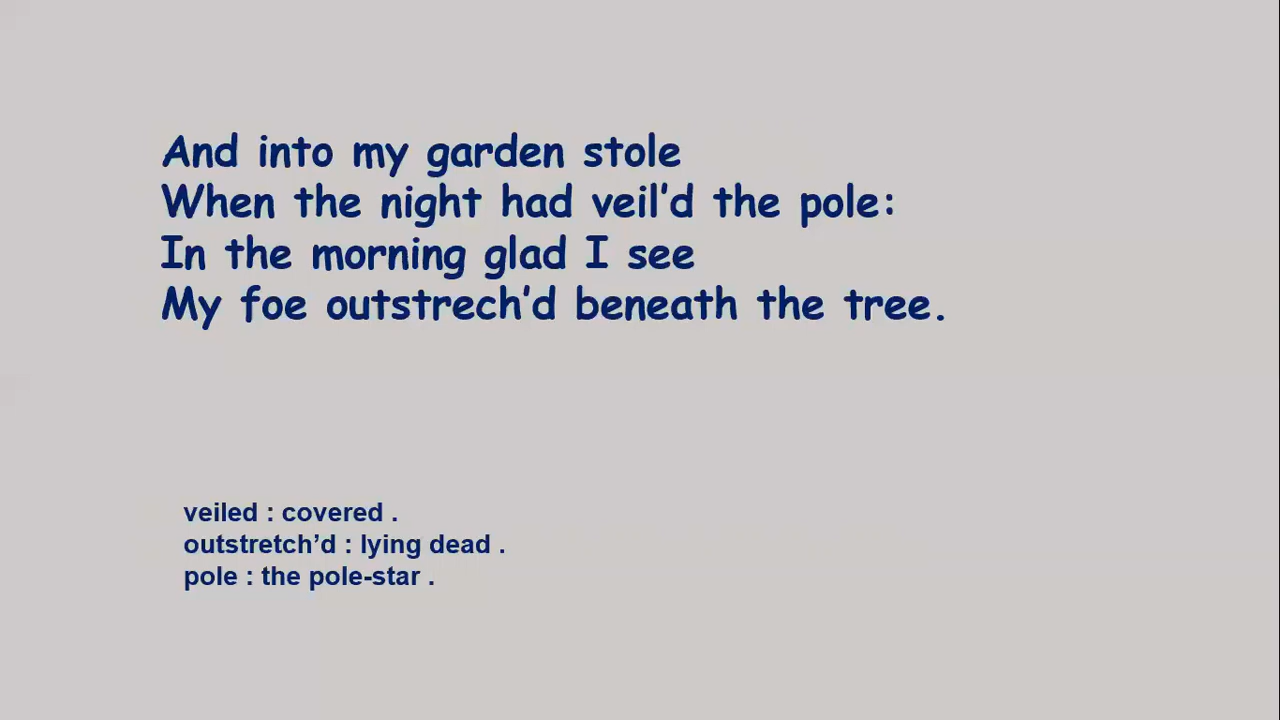 And into my garden stole
When the night had veil’d the pole:
In the morning glad I see
My foe outstrech’d beneath the tree.
veiled : covered .
outstretch’d : lying dead .
pole : the pole-star .